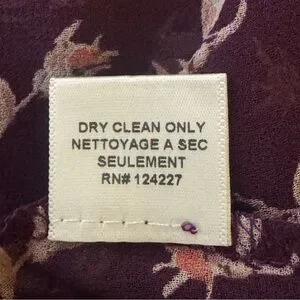 DRY CLEAN ONLY
NETTOYAGE A SEC
SEULEMENT
RN# 124227